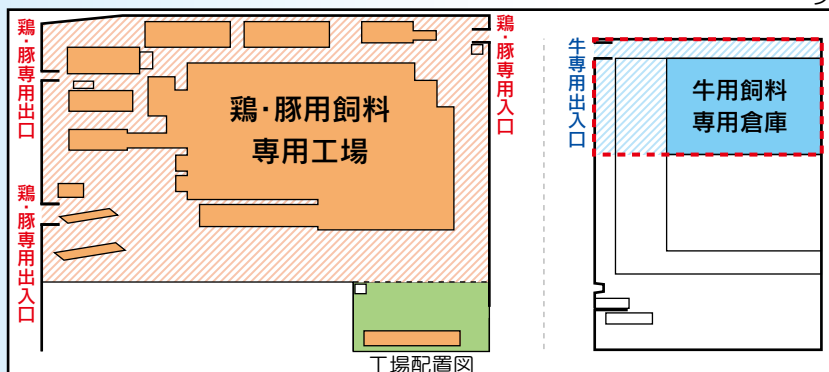 鶏・豚専用出口
鶏・豚専用出入口
鶏・豚用飼料
専用工場
鶏・豚専用入口
牛専用出入口
牛用飼料
専用倉庫
工場配置図